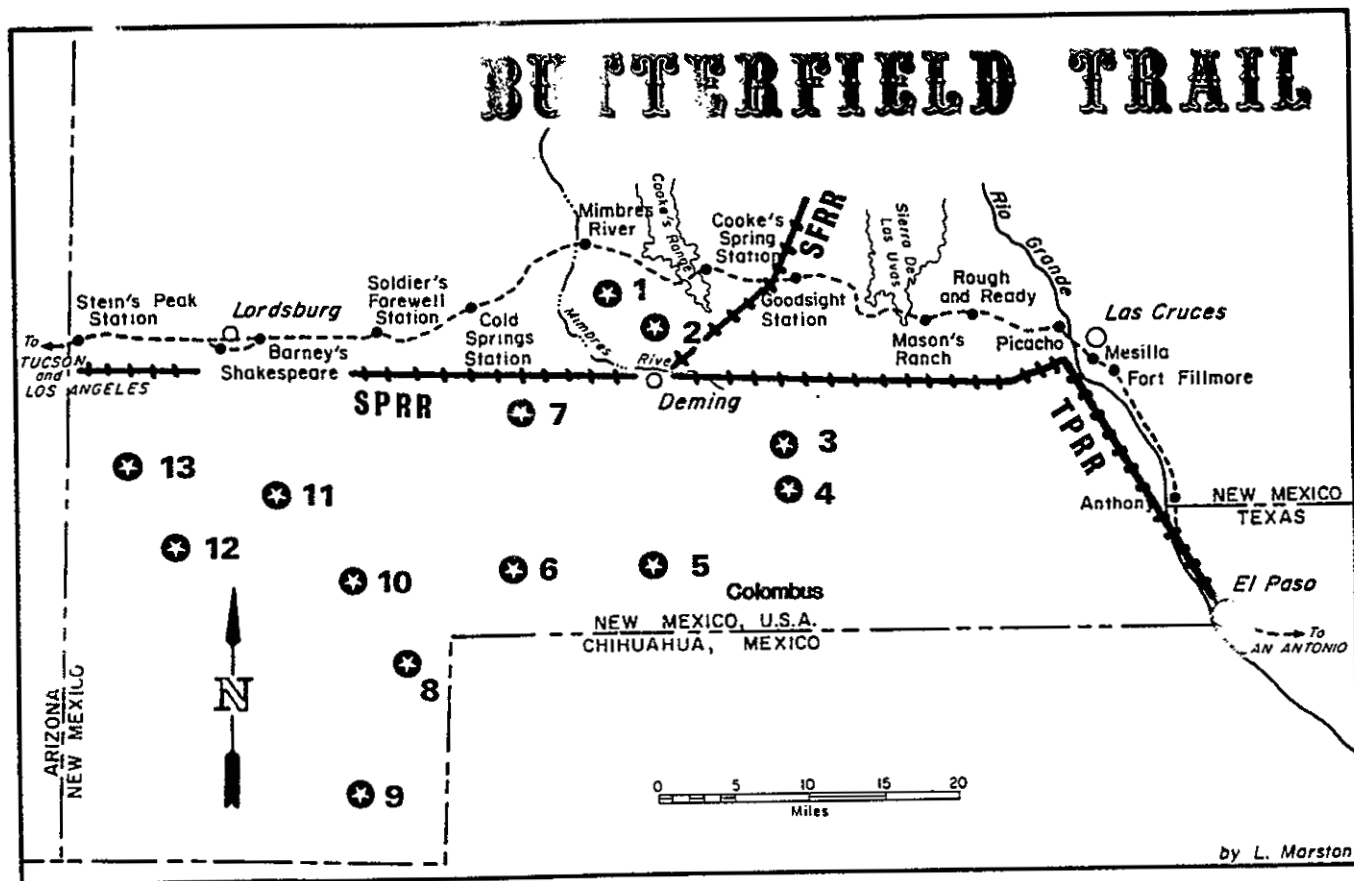 BUTTERFIELD TRAIL
Mimbres
River
Cooke's Range
Cooke's
Spring
Station
SFRR
Sierra De
Las Uvas
Rio
Grande
Stein's Peak
Station
Lordsburg
Soldier's
Farewell
Station
1
Goodsight
Station
Rough
and Ready
Las Cruces
To
TUCSON
and
LOS ANGELES
Barney's
Shakespeare
Cold
Springs
Station
Mimbres
River
2
Mason's
Ranch
Picacho
Mesilla
Fort Fillmore
SPRR
Deming
TPRR
7
3
13
11
4
Anthony
NEW MEXICO
TEXAS
12
10
6
5
Colombus
El Paso
NEW MEXICO, U.S.A.
CHIHUAHUA, MEXICO
To
AN ANTONIO
8
N
ARIZONA
NEW MEXICO
9
0 5 10 15 20
Miles
by L. Marston